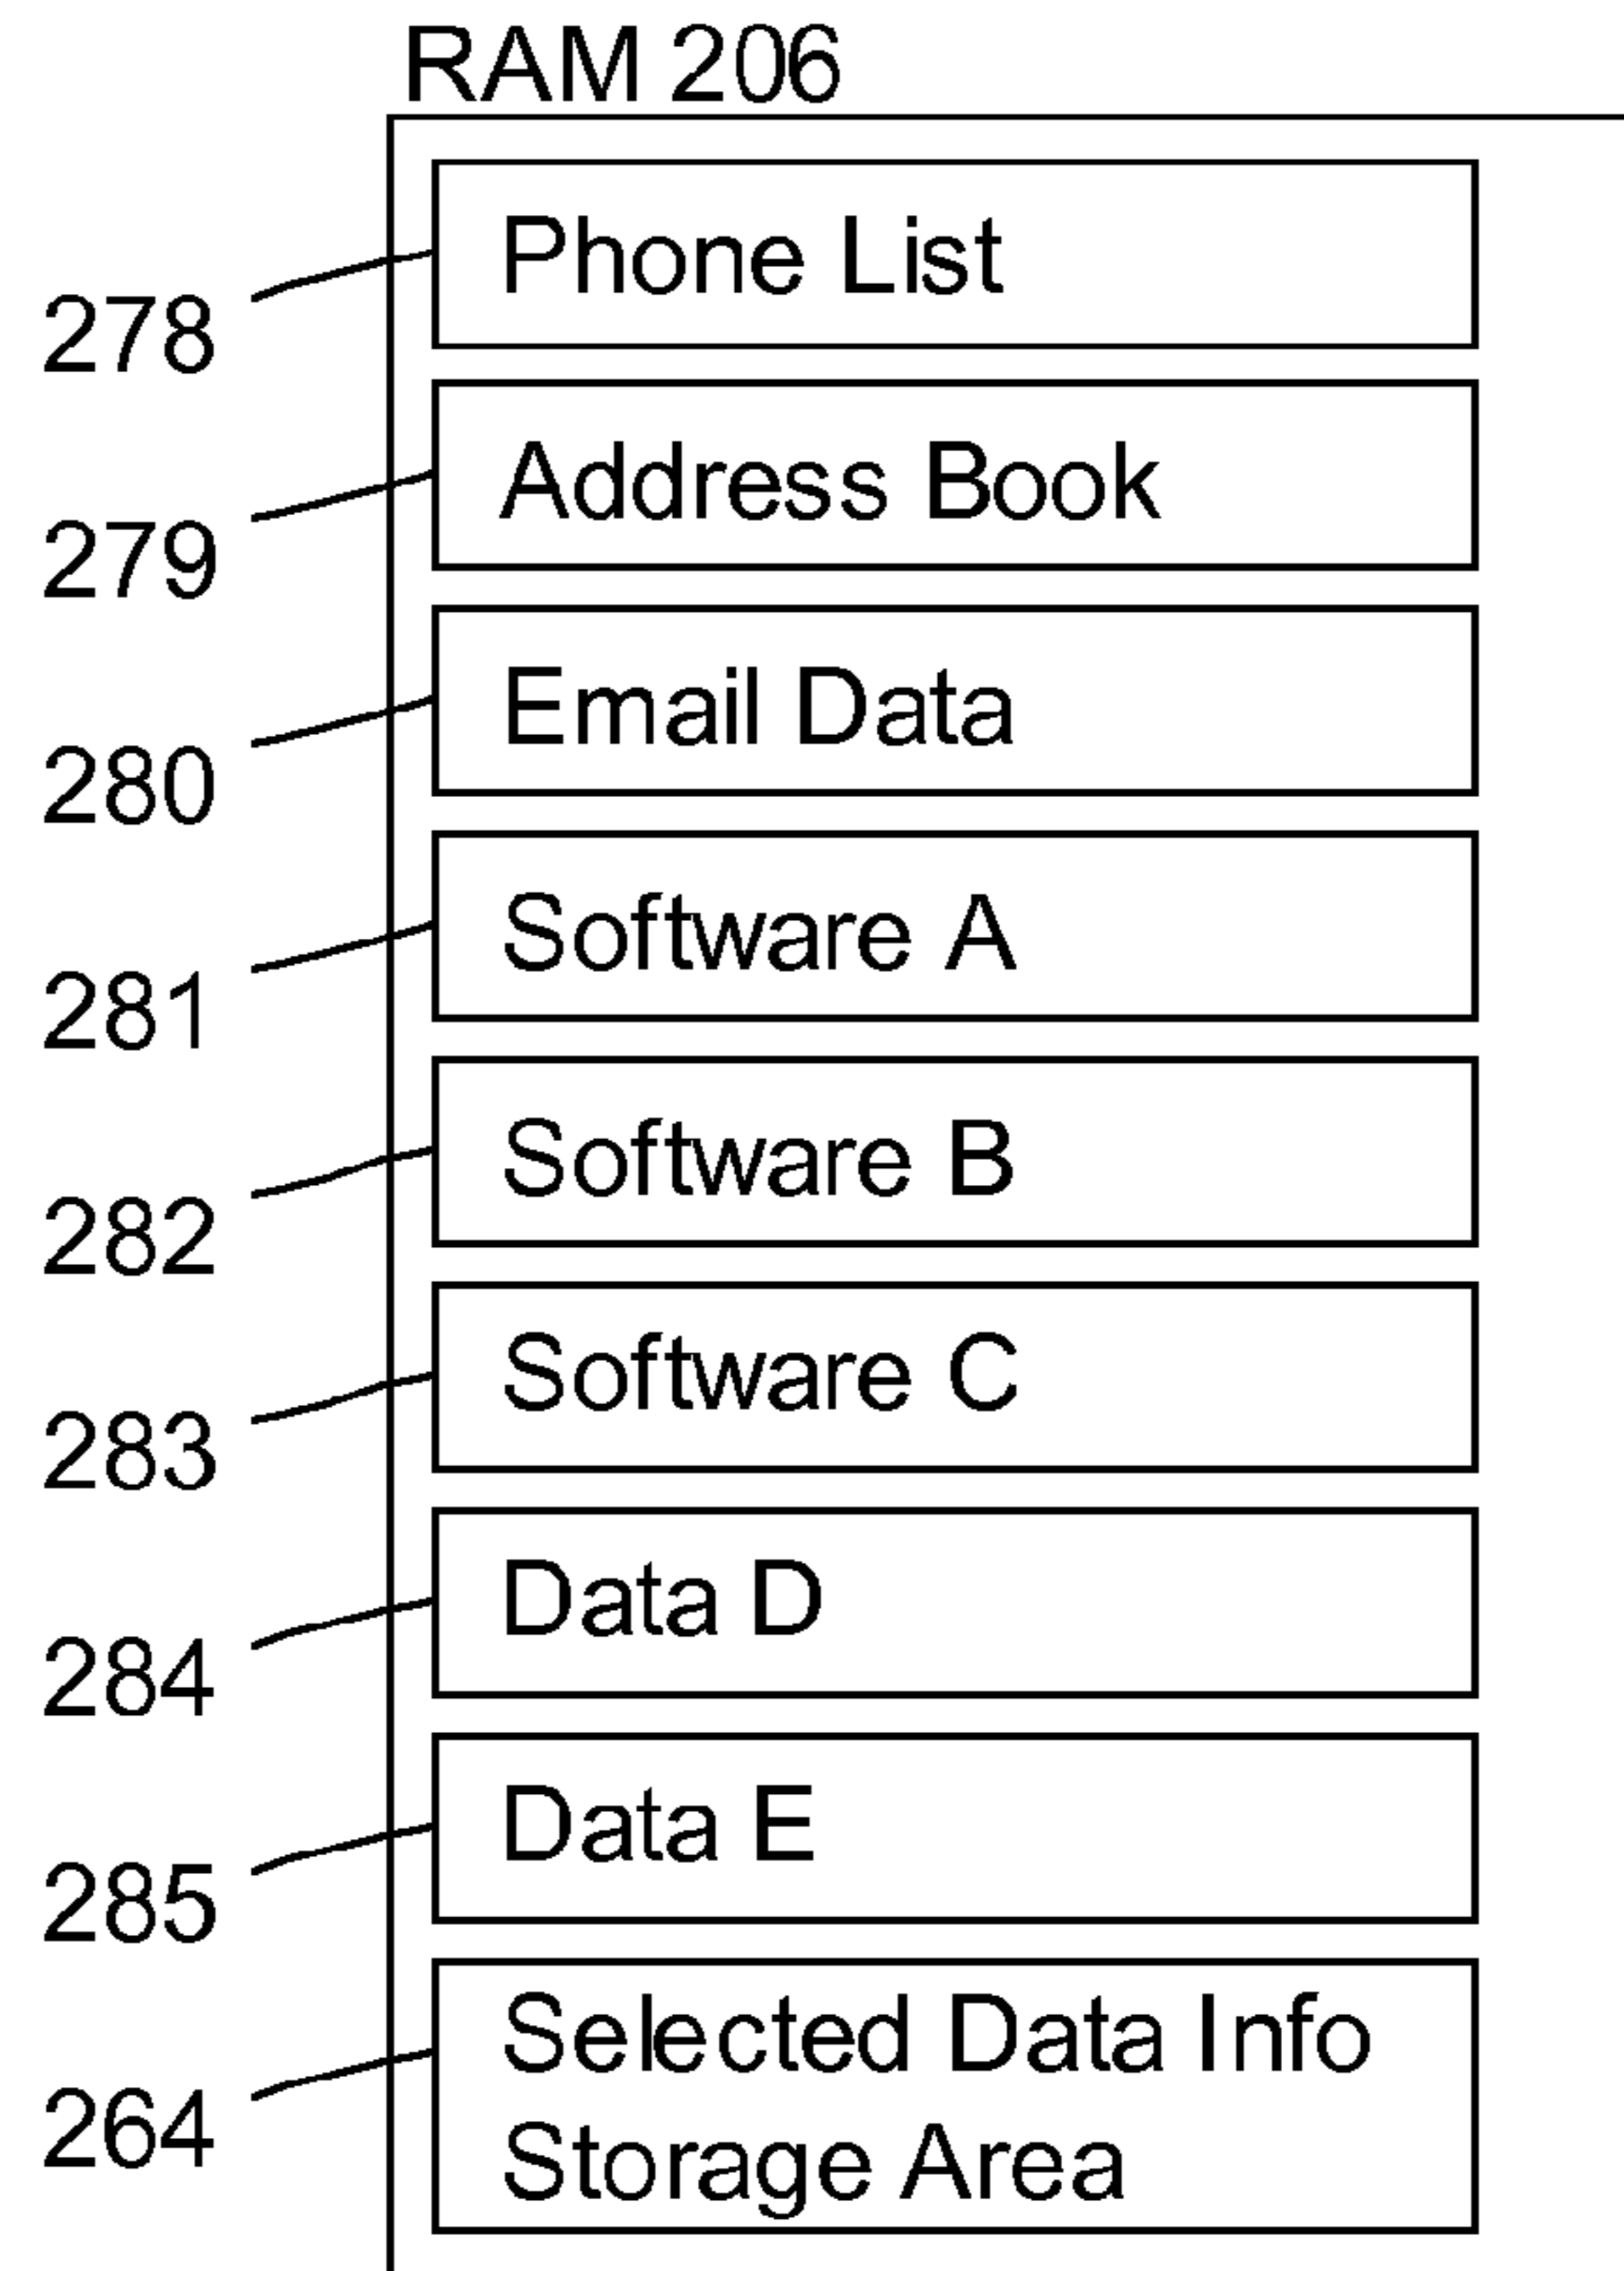 RAM 206
278 Phone List
279 Address Book
280 Email Data
281 Software A
282 Software B
283 Software C
284 Data D
285 Data E
264 Selected Data Info
Storage Area